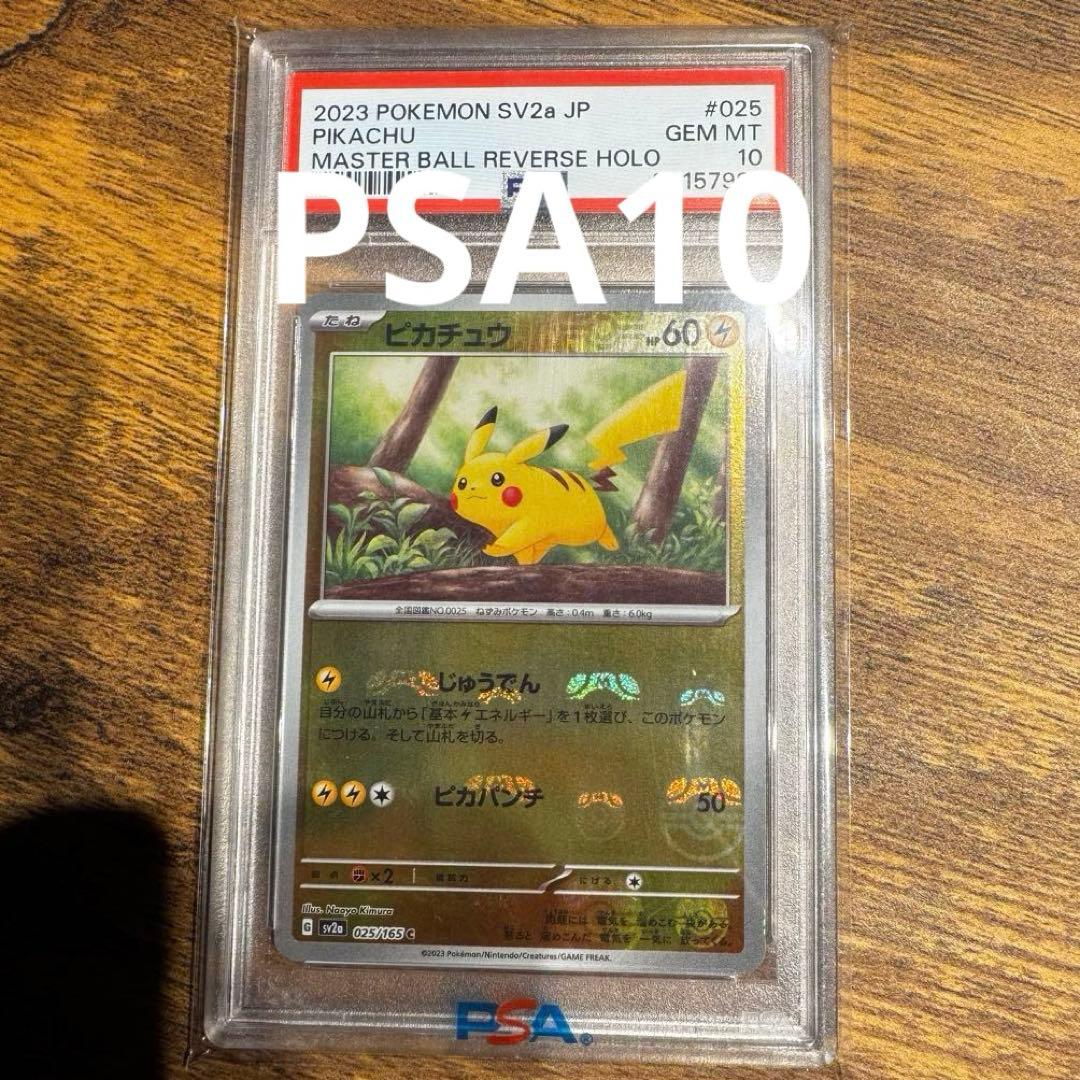 2023 POKEMON SV2a JP #025
PIKACHU GEM MT
MASTER BALL REVERSE HOLO 10
PSA10
たね ピカチュウ HP60
全国図鑑NO.0025 ねずみポケモン 高さ:0.4m 重さ:6.0kg
じゅうでん
自分の山札から「基本エネルギー」を1枚選び、このポケモン
につける。そして山札を切る。
ピカパンチ 50
弱点 ×2 抵抗力 にげる
Illus. Naoyo Kimura
G sv2a 025/165 C
©2023 Pokémon/Nintendo/Creatures/GAME FREAK.
PSA®